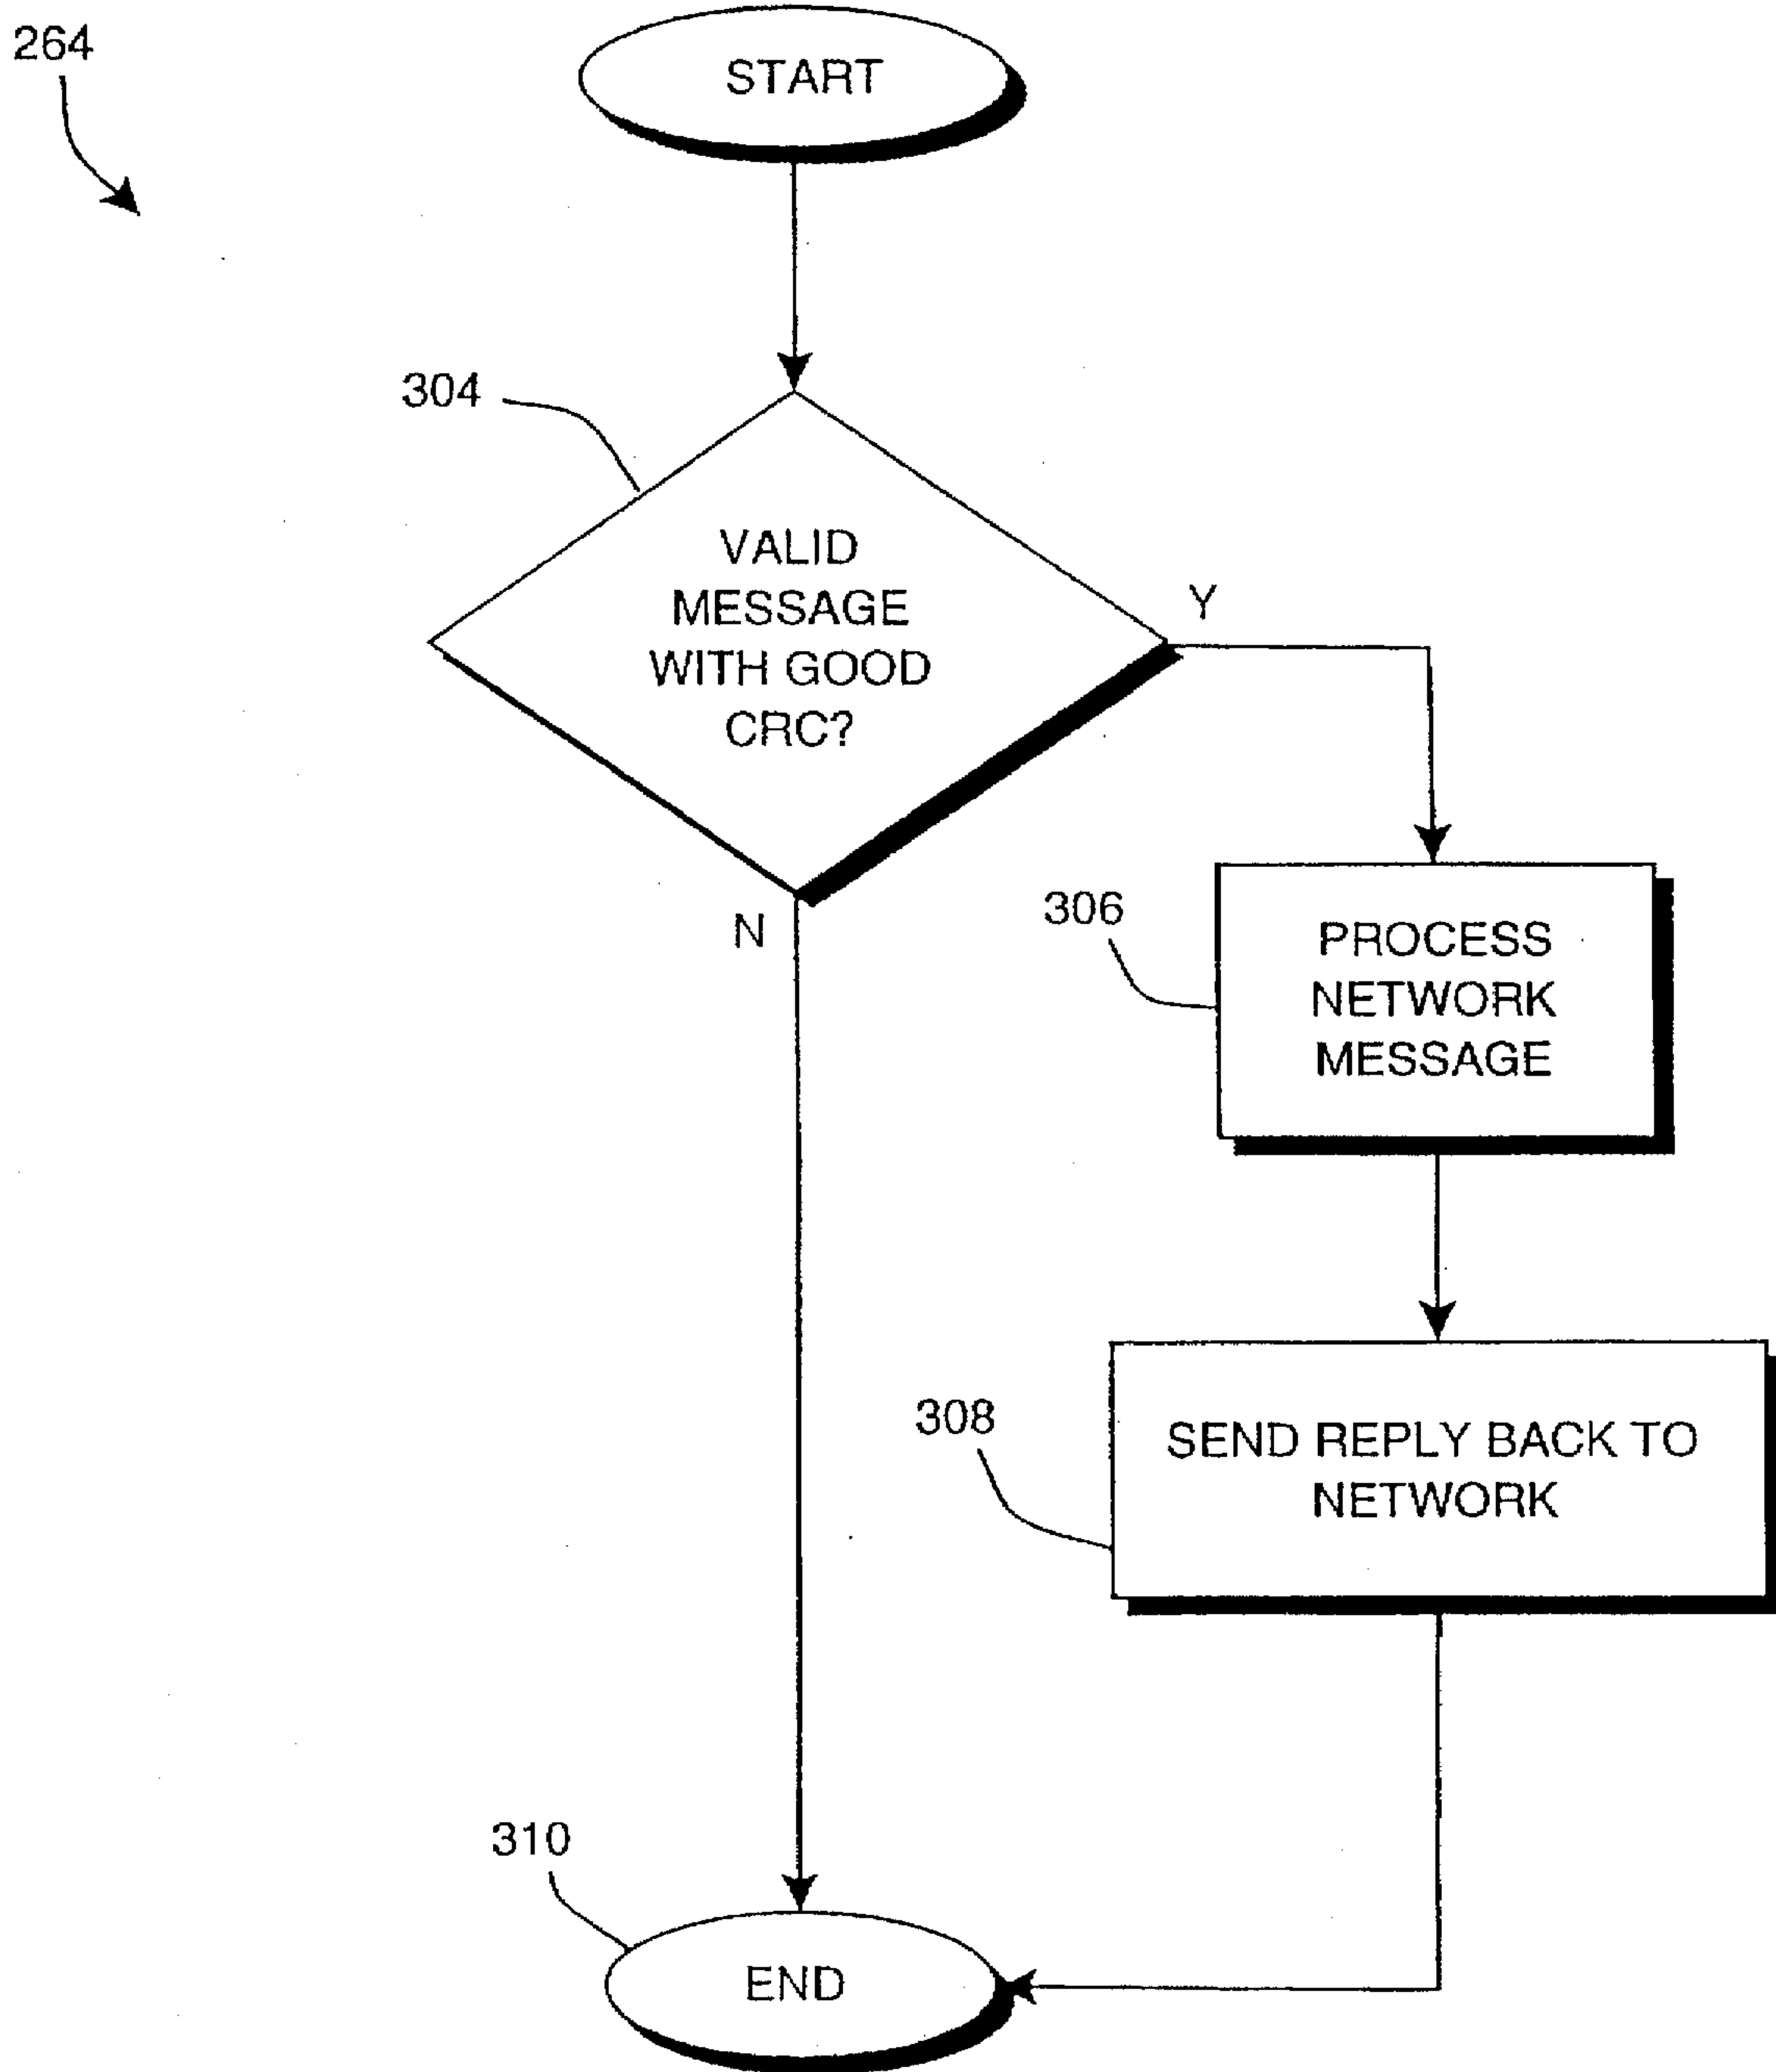 264
START
304
VALID
MESSAGE
WITH GOOD
CRC?
Y
N
306
PROCESS
NETWORK
MESSAGE
308
SEND REPLY BACK TO
NETWORK
310
END